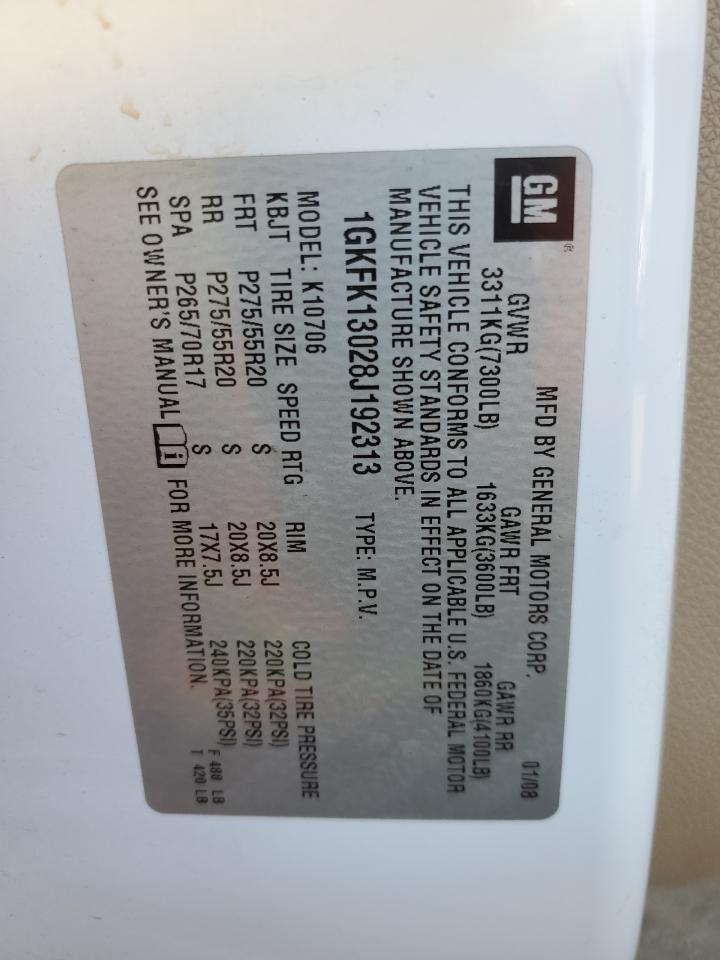 GM®
MFD BY GENERAL MOTORS CORP. 01/08
GVWR GAWR FRT GAWR RR
3311KG(7300LB) 1633KG(3600LB) 1860KG(4100LB)
THIS VEHICLE CONFORMS TO ALL APPLICABLE U.S. FEDERAL MOTOR
VEHICLE SAFETY STANDARDS IN EFFECT ON THE DATE OF
MANUFACTURE SHOWN ABOVE.
1GKFK13028J192313 TYPE: M.P.V.
MODEL: K10706
KBJT TIRE SIZE SPEED RTG RIM COLD TIRE PRESSURE
FRT P275/55R20 S 20X8.5J 220KPA(32PSI)
RR P275/55R20 S 20X8.5J 220KPA(32PSI)
SPA P265/70R17 S 17X7.5J 240KPA(35PSI)
SEE OWNER'S MANUAL i FOR MORE INFORMATION.
F 488 LB
T 420 LB